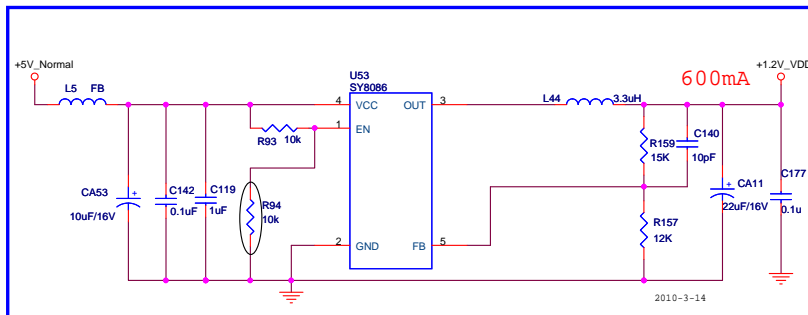 +5V_Normal
L5 FB
U53
SY8086
4 VCC OUT 3
1 EN
R93 10k
L44 3.3uH
600mA
+1.2V_VDD
R159
15K
C140
10pF
CA53
10uF/16V
C142
0.1uF
C119
1uF
R94
10k
CA11
22uF/16V
C177
0.1u
R157
12K
2 GND FB 5
2010-3-14